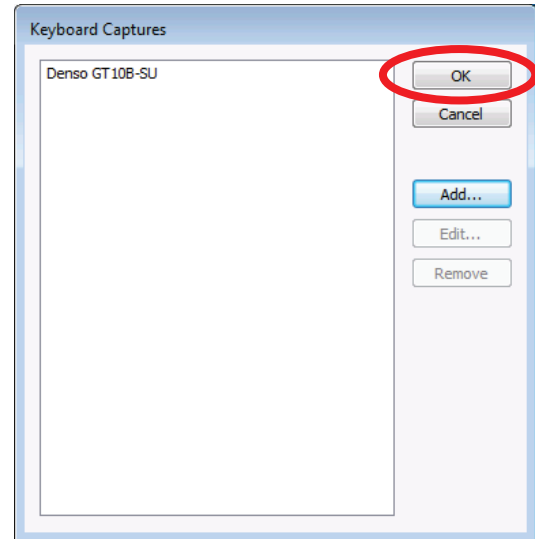 Keyboard Captures
Denso GT10B-SU
OK
Cancel
Add...
Edit...
Remove